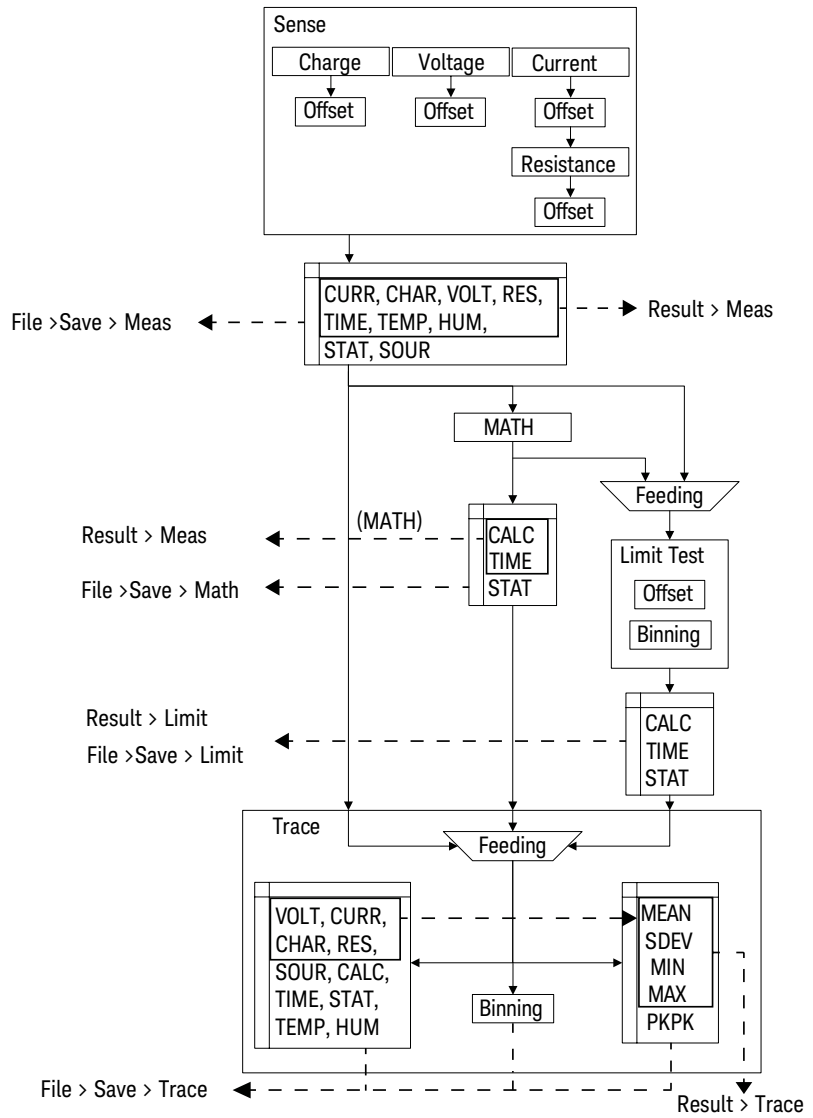 Sense
Charge
Voltage
Current
Offset
Offset
Offset
Resistance
Offset
CURR, CHAR, VOLT, RES,
TIME, TEMP, HUM,
STAT, SOUR
File >Save > Meas
Result > Meas
MATH
Feeding
(MATH)
Result > Meas
File >Save > Math
CALC
TIME
STAT
Limit Test
Offset
Binning
Result > Limit
File >Save > Limit
CALC
TIME
STAT
Trace
Feeding
VOLT, CURR,
CHAR, RES,
SOUR, CALC,
TIME, STAT,
TEMP, HUM
Binning
MEAN
SDEV
MIN
MAX
PKPK
File > Save > Trace
Result > Trace